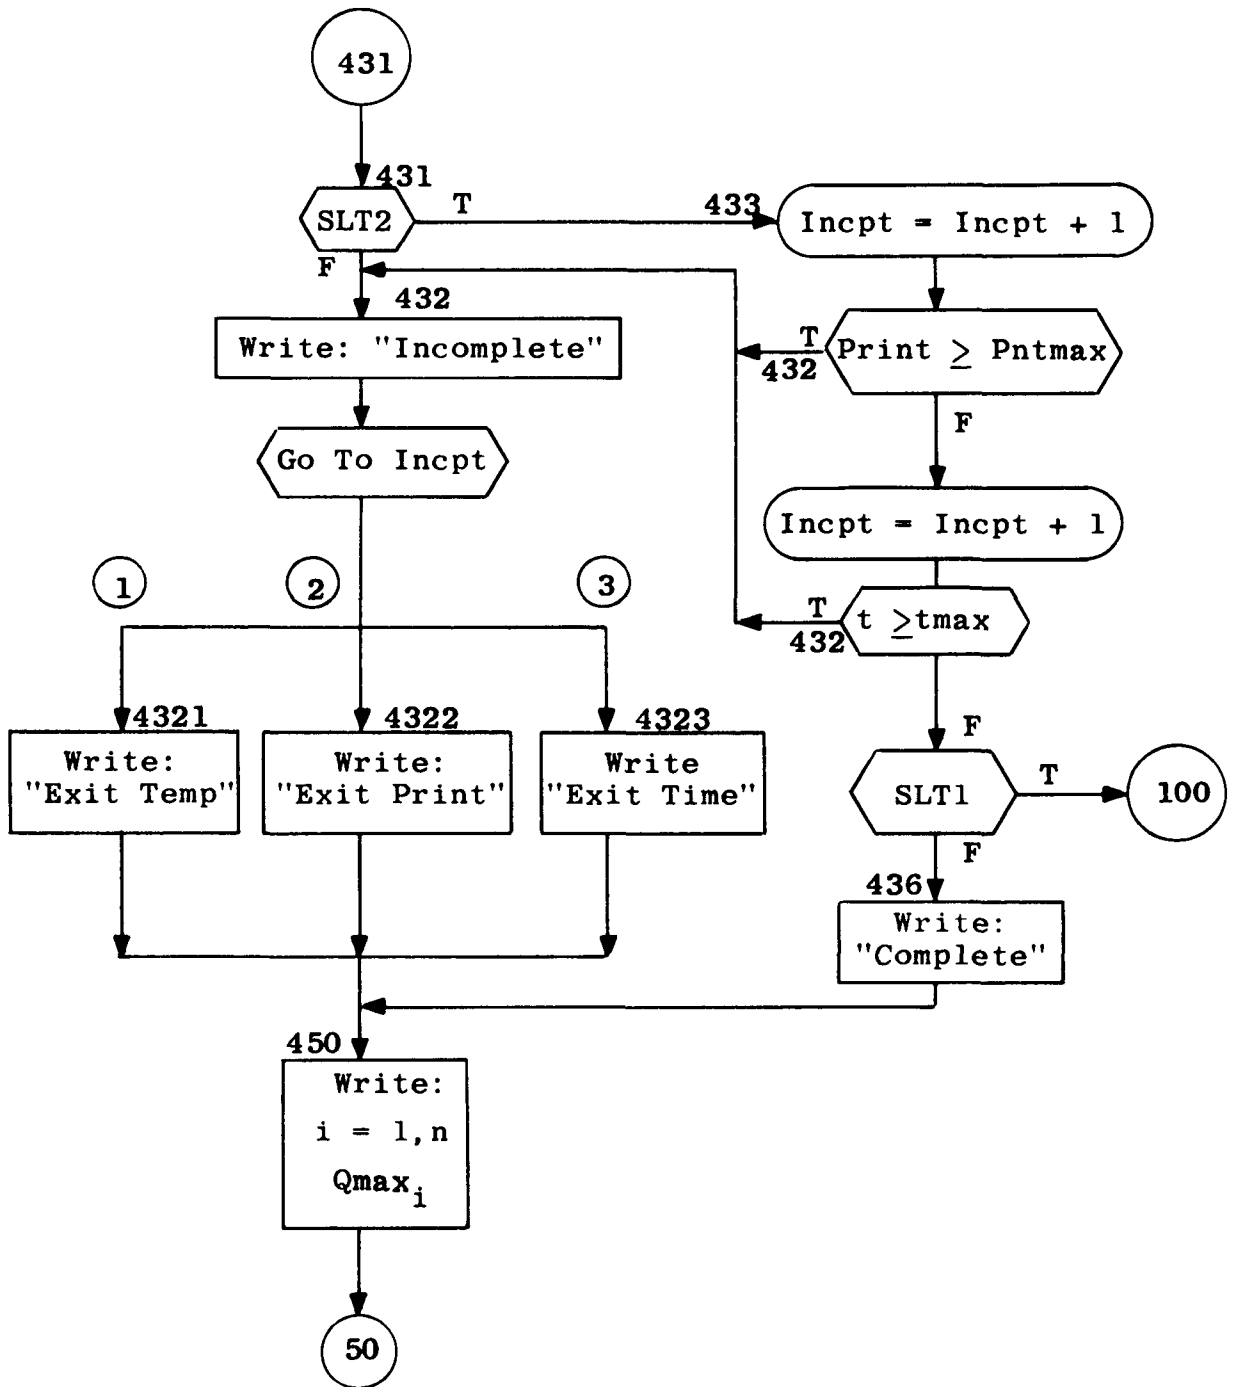 431
431
SLT2
T
433
Incpt = Incpt + 1
F
432
Write: "Incomplete"
T
432
Print ≥ Pntmax
F
Go To Incpt
Incpt = Incpt + 1
1
2
3
T
432
t ≥tmax
F
4321
Write:
"Exit Temp"
4322
Write:
"Exit Print"
4323
Write
"Exit Time"
SLT1
T
100
F
436
Write:
"Complete"
450
Write:
i = 1,n
Qmaxi
50